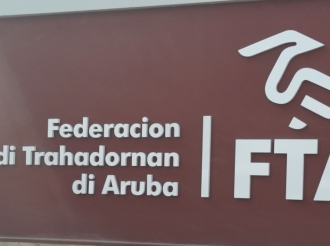 Federacion
di Trahadornan
di Aruba
FTA